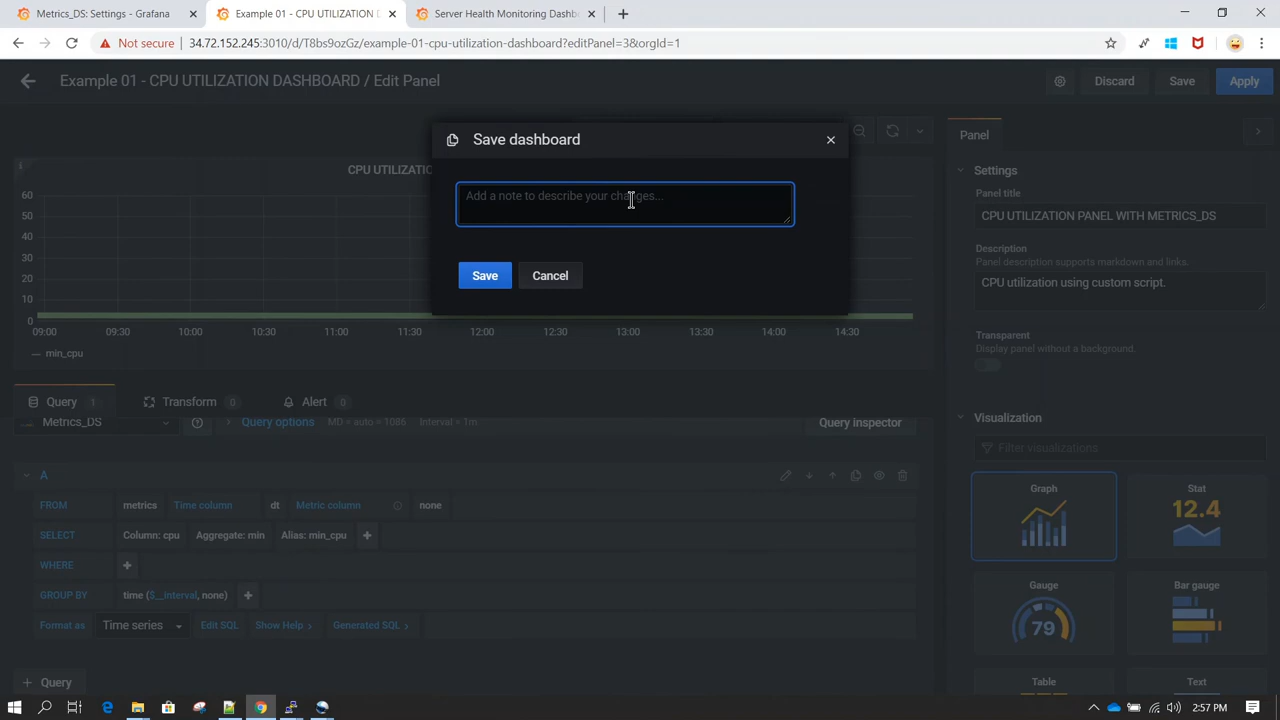 Metrics_DS: Settings - Grafana
Example 01 - CPU UTILIZATION D
Server Health Monitoring Dashb
Not secure
34.72.152.245:3010/d/T8bs9ozGz/example-01-cpu-utilization-dashboard?editPanel=3&orgId=1
Example 01 - CPU UTILIZATION DASHBOARD / Edit Panel
Discard
Save
Apply
Save dashboard
Add a note to describe your changes...
Save
Cancel
CPU UTILIZATIO
60
50
40
30
20
10
0
09:00
09:30
10:00
10:30
11:00
11:30
12:00
12:30
13:00
13:30
14:00
14:30
min_cpu
Panel
Settings
Panel title
CPU UTILIZATION PANEL WITH METRICS_DS
Description
Panel description supports markdown and links.
CPU utilization using custom script.
Transparent
Display panel without a background.
Visualization
Filter visualizations
Graph
Stat
12.4
Gauge
79
Bar gauge
Table
Text
Query 1
Transform 0
Alert 0
Metrics_DS
Query options
MD = auto = 1086
Interval = 1m
Query Inspector
A
FROM metrics Time column dt Metric column none
SELECT Column: cpu Aggregate: min Alias: min_cpu +
WHERE +
GROUP BY time ($__interval, none) +
Format as Time series Edit SQL Show Help > Generated SQL >
+ Query
2:57 PM